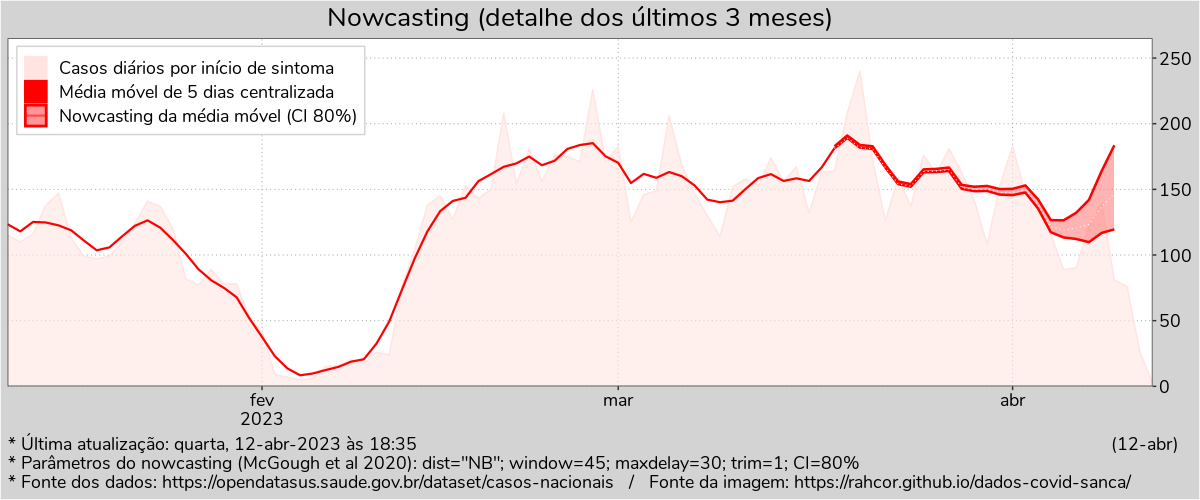 Nowcasting (detalhe dos últimos 3 meses)
Casos diários por início de sintoma
Média móvel de 5 dias centralizada
Nowcasting da média móvel (CI 80%)
250
200
150
100
50
0
fev
2023
mar
abr
* Última atualização: quarta, 12-abr-2023 às 18:35
(12-abr)
* Parâmetros do nowcasting (McGough et al 2020): dist="NB"; window=45; maxdelay=30; trim=1; CI=80%
* Fonte dos dados: https://opendatasus.saude.gov.br/dataset/casos-nacionais / Fonte da imagem: https://rahcor.github.io/dados-covid-sanca/